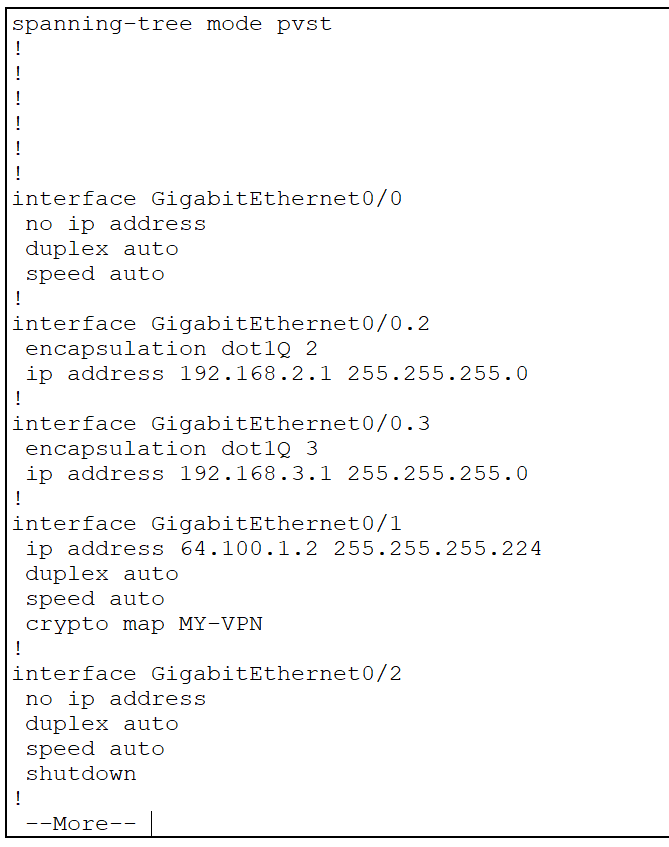 spanning-tree mode pvst
!
!
!
!
!
!
interface GigabitEthernet0/0
 no ip address
 duplex auto
 speed auto
!
interface GigabitEthernet0/0.2
 encapsulation dot1Q 2
 ip address 192.168.2.1 255.255.255.0
!
interface GigabitEthernet0/0.3
 encapsulation dot1Q 3
 ip address 192.168.3.1 255.255.255.0
!
interface GigabitEthernet0/1
 ip address 64.100.1.2 255.255.255.224
 duplex auto
 speed auto
 crypto map MY-VPN
!
interface GigabitEthernet0/2
 no ip address
 duplex auto
 speed auto
 shutdown
!
 --More--